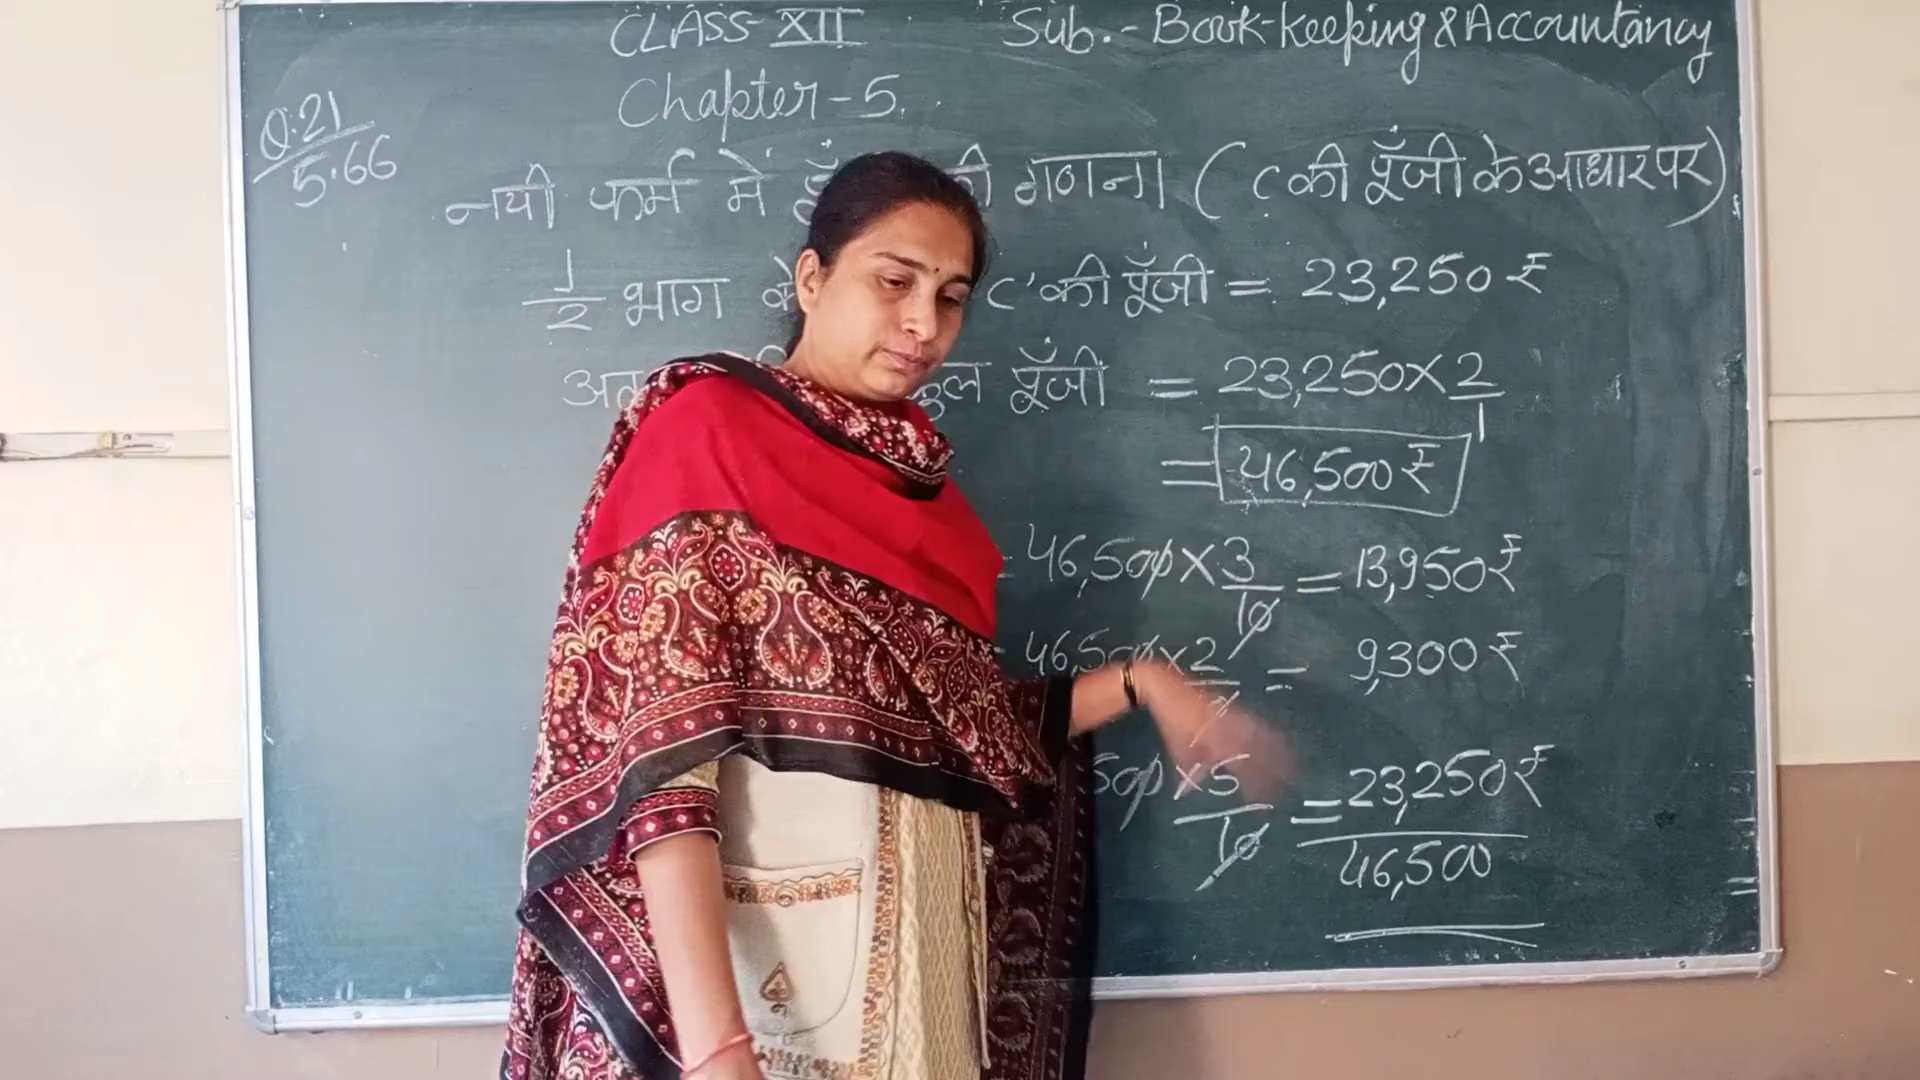 CLASS-XII Sub.-Book-keeping & Accountancy
Chapter-5.
Q.21
5.66
नयी फर्म में की गणना ( C की पूँजी के आधार पर)
1/2 भाग C' की पूँजी = 23,250 ₹
कुल पूँजी = 23,250 × 2/1
= 46,500 ₹
= 46,500 × 3/10 = 13,950 ₹
= 46,500 × 2/ = 9,300 ₹
500 × 5/10 = 23,250 ₹
46,500